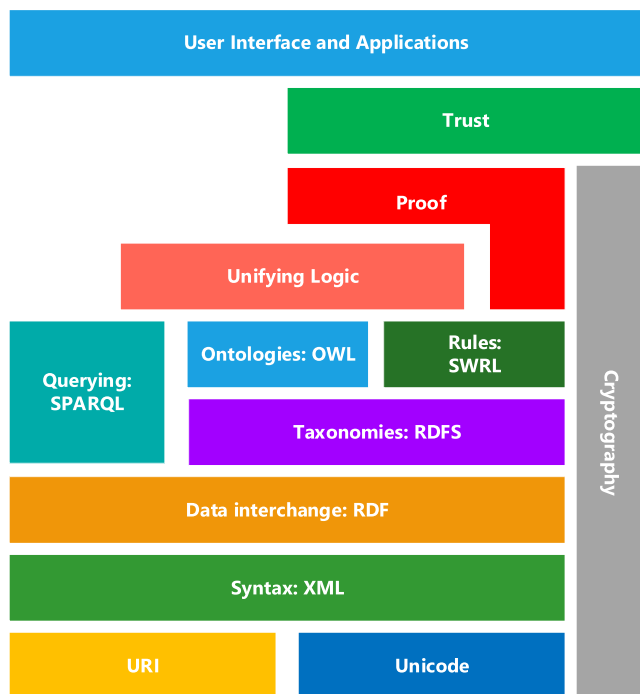 User Interface and Applications
Trust
Proof
Unifying Logic
Querying:
SPARQL
Ontologies: OWL
Rules:
SWRL
Taxonomies: RDFS
Cryptography
Data interchange: RDF
Syntax: XML
URI
Unicode